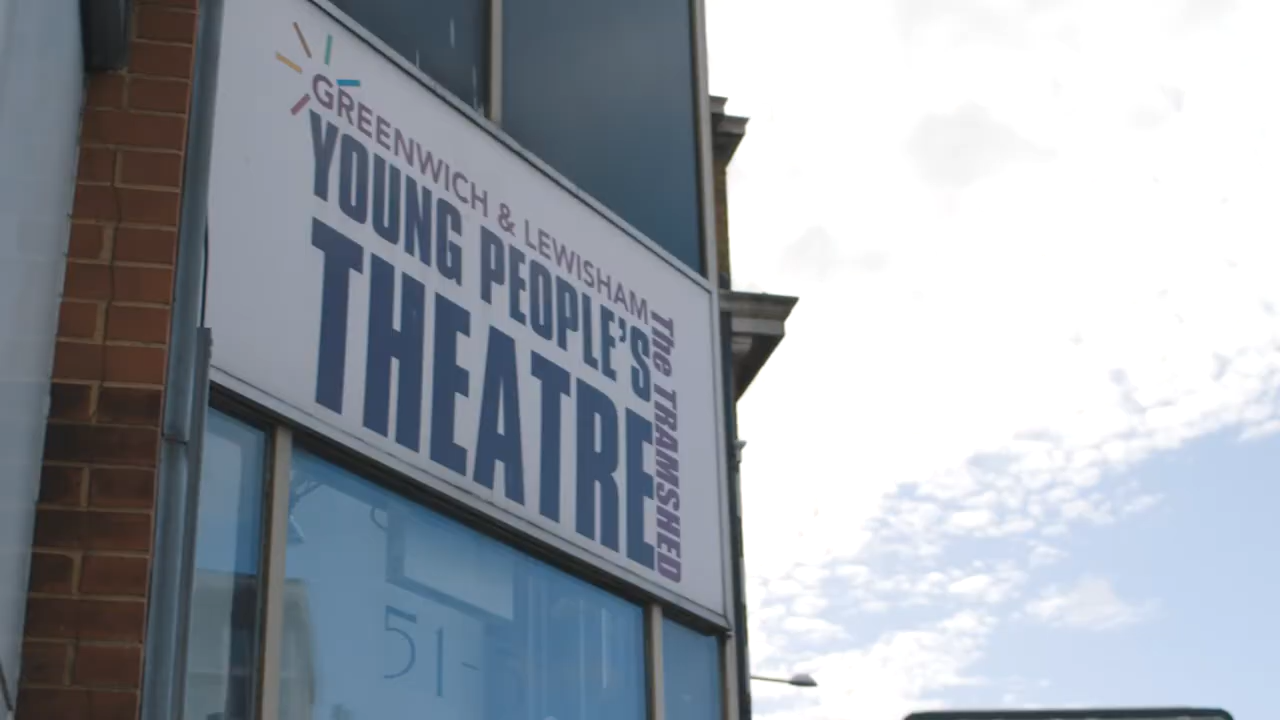 GREENWICH & LEWISHAM
YOUNG PEOPLE'S
THEATRE
The TRAMSHED
51-